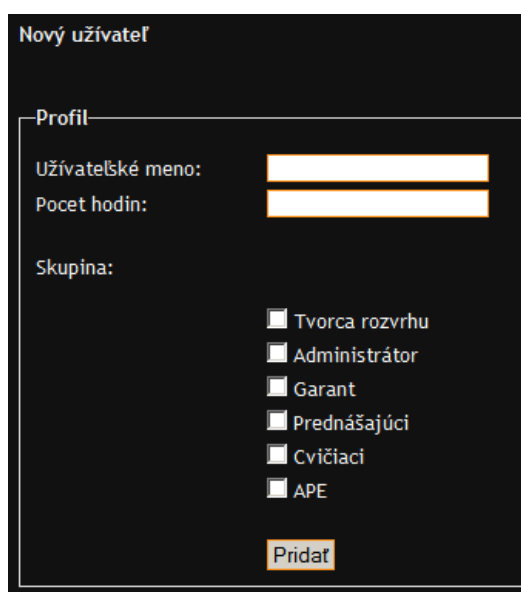 Nový užívateľ
Profil
Užívateľské meno:
Pocet hodin:
Skupina:
Tvorca rozvrhu
Administrátor
Garant
Prednášajúci
Cvičiaci
APE
Pridať